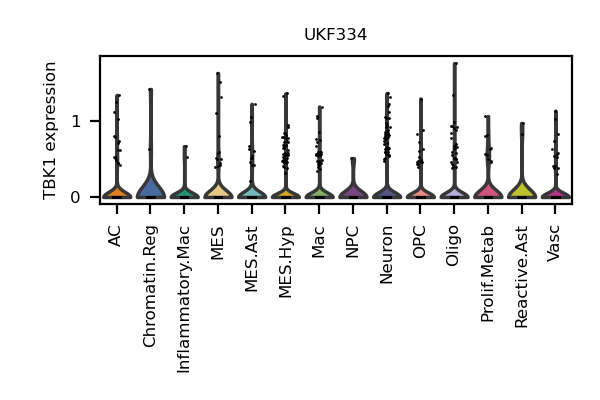 UKF334
TBK1 expression
1
0
AC
Chromatin.Reg
Inflammatory.Mac
MES
MES.Ast
MES.Hyp
Mac
NPC
Neuron
OPC
Oligo
Prolif.Metab
Reactive.Ast
Vasc